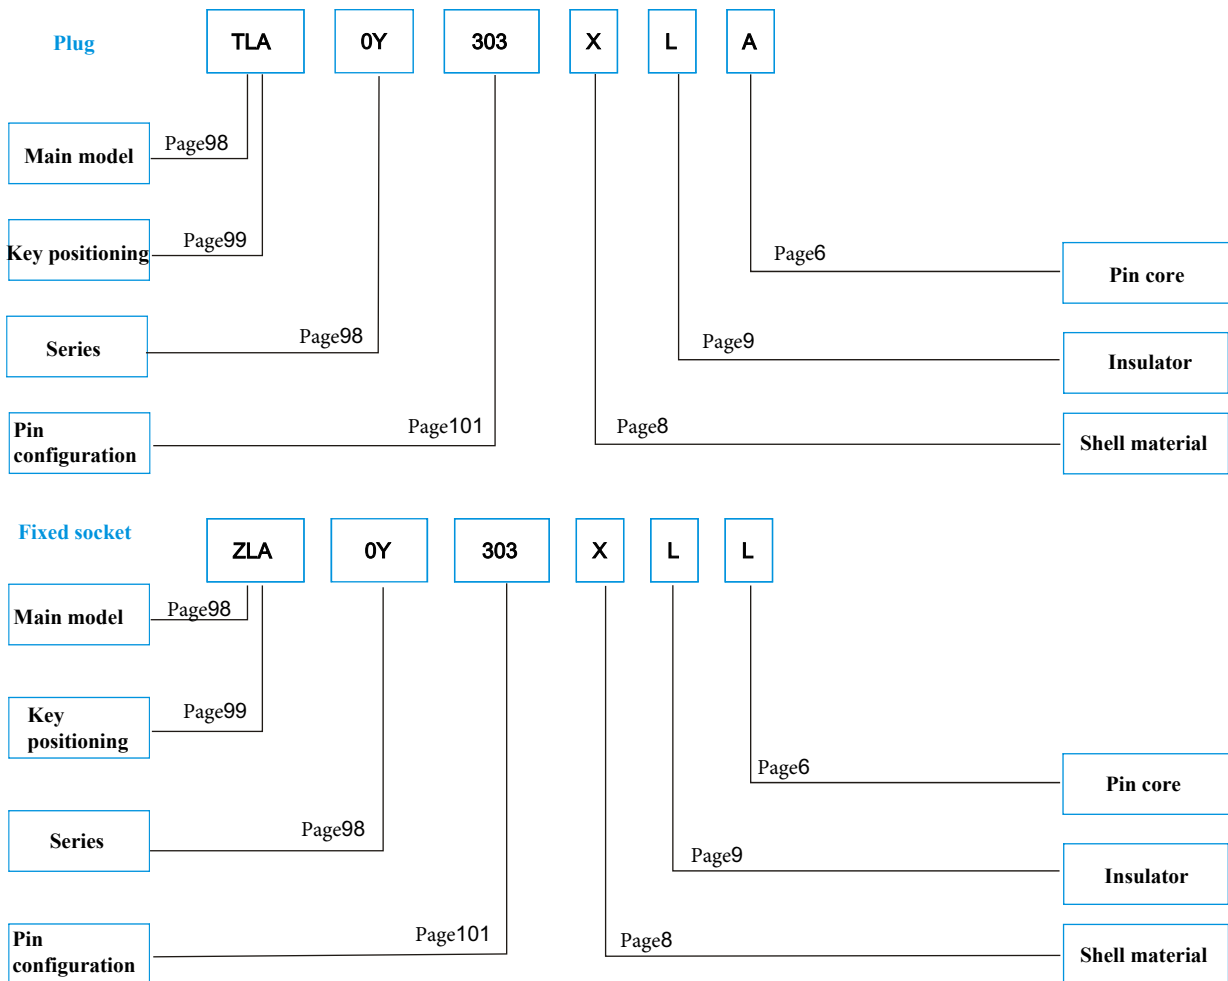 Plug
TLA 0Y 303 X L A
Main model
Page98
Key positioning
Page99
Page6
Pin core
Series
Page98
Page9
Insulator
Pin
configuration
Page101
Page8
Shell material
Fixed socket
ZLA 0Y 303 X L L
Main model
Page98
Key
positioning
Page99
Page6
Pin core
Series
Page98
Page9
Insulator
Pin
configuration
Page101
Page8
Shell material